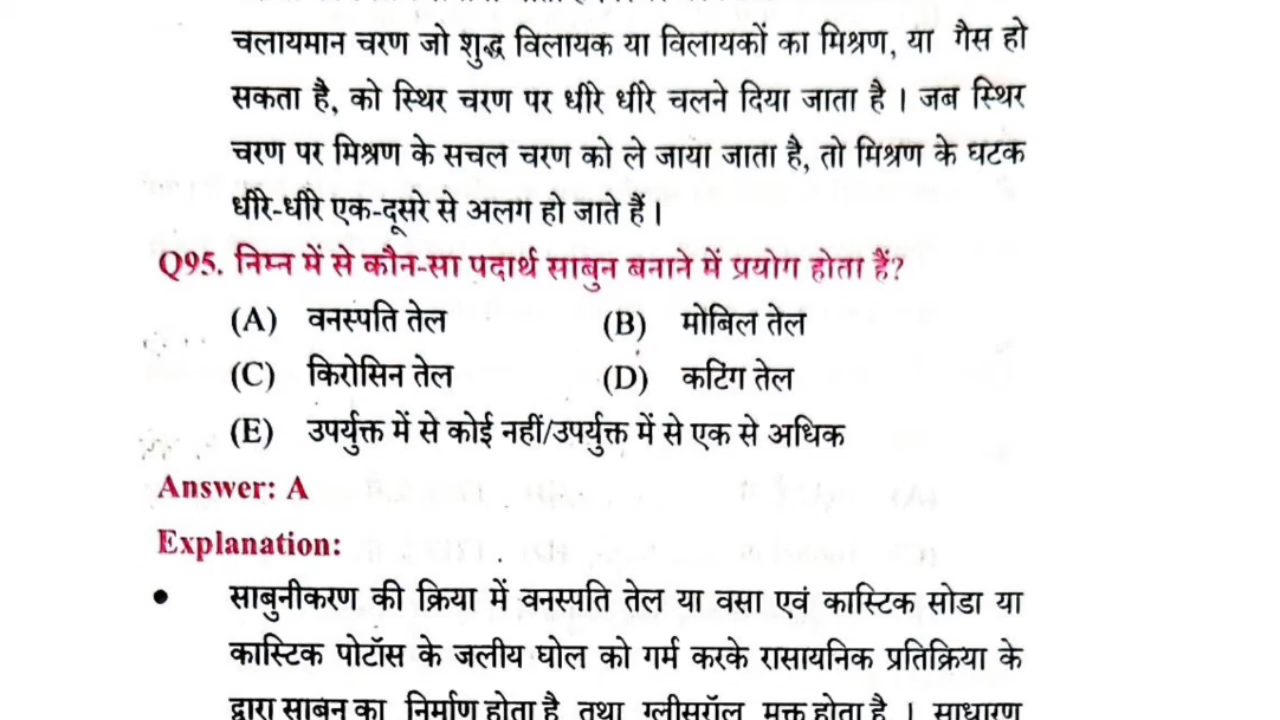 चलायमान चरण जो शुद्ध विलायक या विलायकों का मिश्रण, या गैस हो
सकता है, को स्थिर चरण पर धीरे धीरे चलने दिया जाता है । जब स्थिर
चरण पर मिश्रण के सचल चरण को ले जाया जाता है, तो मिश्रण के घटक
धीरे-धीरे एक-दूसरे से अलग हो जाते हैं ।
Q95. निम्न में से कौन-सा पदार्थ साबुन बनाने में प्रयोग होता हैं?
(A) वनस्पति तेल (B) मोबिल तेल
(C) किरोसिन तेल (D) कटिंग तेल
(E) उपर्युक्त में से कोई नहीं/उपर्युक्त में से एक से अधिक
Answer: A
Explanation:
• साबुनीकरण की क्रिया में वनस्पति तेल या वसा एवं कास्टिक सोडा या
कास्टिक पोटॉस के जलीय घोल को गर्म करके रासायनिक प्रतिक्रिया के
द्वारा साबुन का निर्माण होता है तथा ग्लीसरॉल मुक्त होता है । साधारण